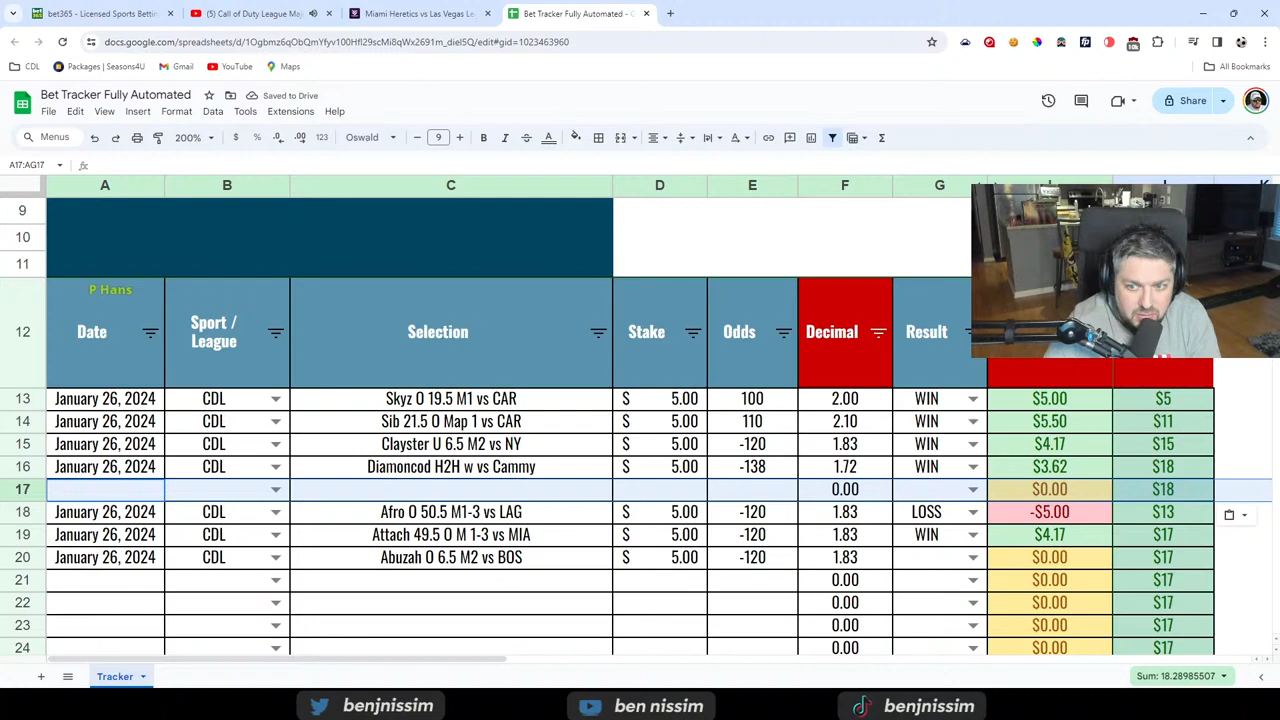 bet365 - Licensed Sports Bettin
(5) Call of Duty League Maj
Miami Heretics vs Las Vegas Le
Bet Tracker Fully Automated - G
docs.google.com/spreadsheets/d/1Ogbmz6qObQmYfyv100Hfl29scMi8qWx2691m_diel5Q/edit#gid=1023463960
10k
CDL
Packages | Seasons4U
Gmail
YouTube
Maps
All Bookmarks
Bet Tracker Fully Automated
Saved to Drive
File Edit View Insert Format Data Tools Extensions Help
Share
Menus
200%
$ % .0 .00 123
Oswald
9
B I A
A17:AG17
fx
A B C D E F G K
9
10
11
P Hans
12 Date Sport / League Selection Stake Odds Decimal Result
13 January 26, 2024 CDL Skyz O 19.5 M1 vs CAR $ 5.00 100 2.00 WIN $5.00 $5
14 January 26, 2024 CDL Sib 21.5 O Map 1 vs CAR $ 5.00 110 2.10 WIN $5.50 $11
15 January 26, 2024 CDL Clayster U 6.5 M2 vs NY $ 5.00 -120 1.83 WIN $4.17 $15
16 January 26, 2024 CDL Diamoncod H2H w vs Cammy $ 5.00 -138 1.72 WIN $3.62 $18
17 0.00 $0.00 $18
18 January 26, 2024 CDL Afro O 50.5 M1-3 vs LAG $ 5.00 -120 1.83 LOSS -$5.00 $13
19 January 26, 2024 CDL Attach 49.5 O M 1-3 vs MIA $ 5.00 -120 1.83 WIN $4.17 $17
20 January 26, 2024 CDL Abuzah O 6.5 M2 vs BOS $ 5.00 -120 1.83 $0.00 $17
21 0.00 $0.00 $17
22 0.00 $0.00 $17
23 0.00 $0.00 $17
24 0.00 $0.00 $17
Tracker
Sum: 18.28985507
benjnissim
ben nissim
benjnissim